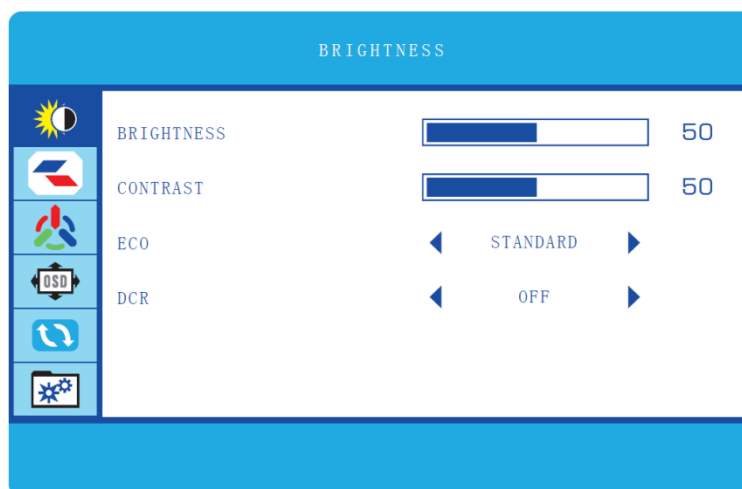 BRIGHTNESS
BRIGHTNESS 50
CONTRAST 50
ECO STANDARD
OSD
DCR OFF